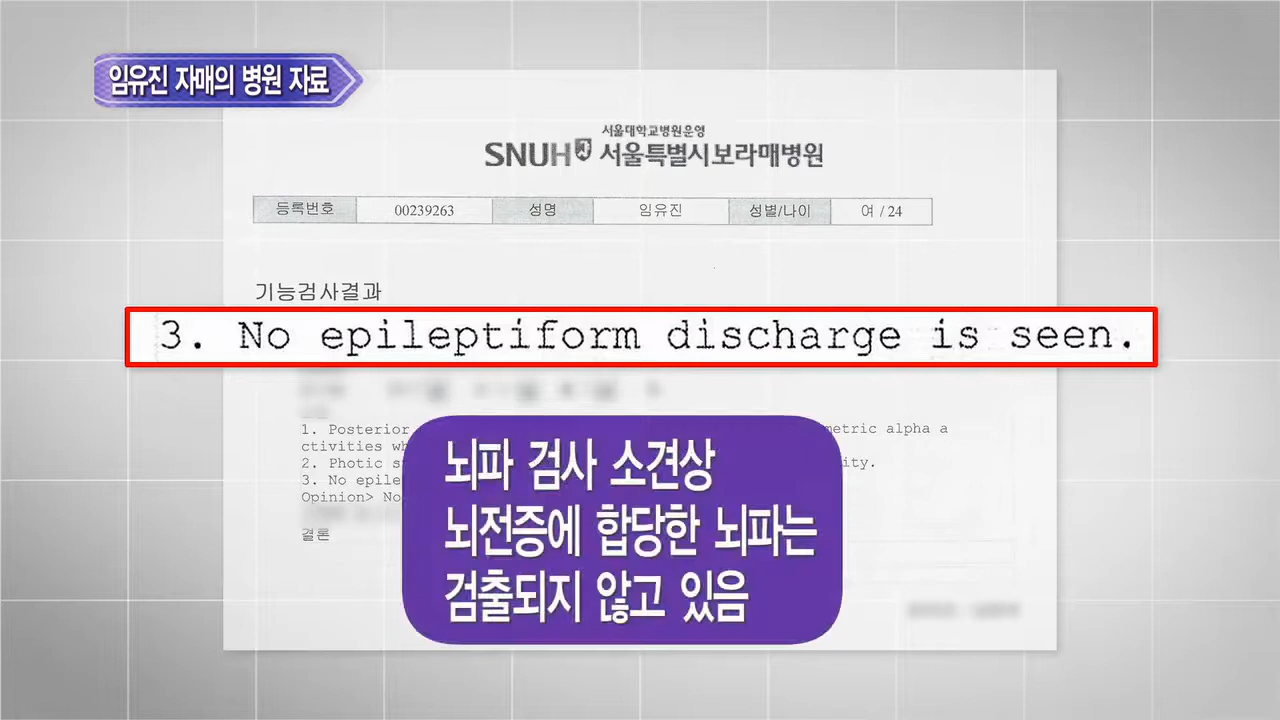 임유진 자매의 병원 자료
서울대학교병원운영
SNUH 서울특별시보라매병원
등록번호 00239263 성명 임유진 성별/나이 여 / 24
기능검사결과
3. No epileptiform discharge is seen.
1. Posterior metric alpha a
ctivities wh
2. Photic s ity.
3. No epile
Opinion> No
결론
뇌파 검사 소견상
뇌전증에 합당한 뇌파는
검출되지 않고 있음